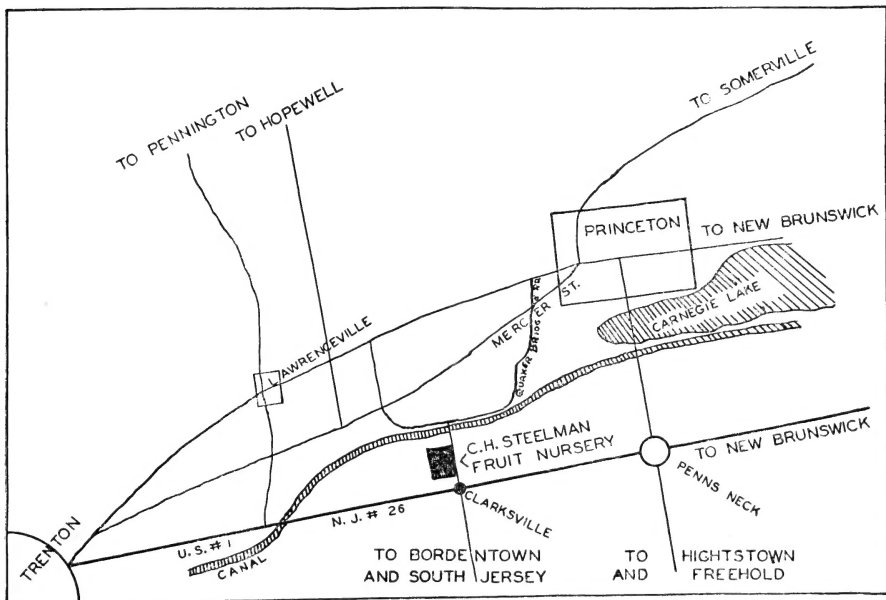 TO SOMERVILLE
TO PENNINGTON
TO HOPEWELL
PRINCETON
TO NEW BRUNSWICK
MERCER ST.
QUAKER BRIDGE RD
CARNEGIE LAKE
LAWRENCEVILLE
C.H. STEELMAN
FRUIT NURSERY
TO NEW BRUNSWICK
PENNS NECK
CLARKSVILLE
N.J. # 26
U.S. # 1
TRENTON
CANAL
TO BORDENTOWN
AND SOUTH JERSEY
TO HIGHTSTOWN
AND FREEHOLD